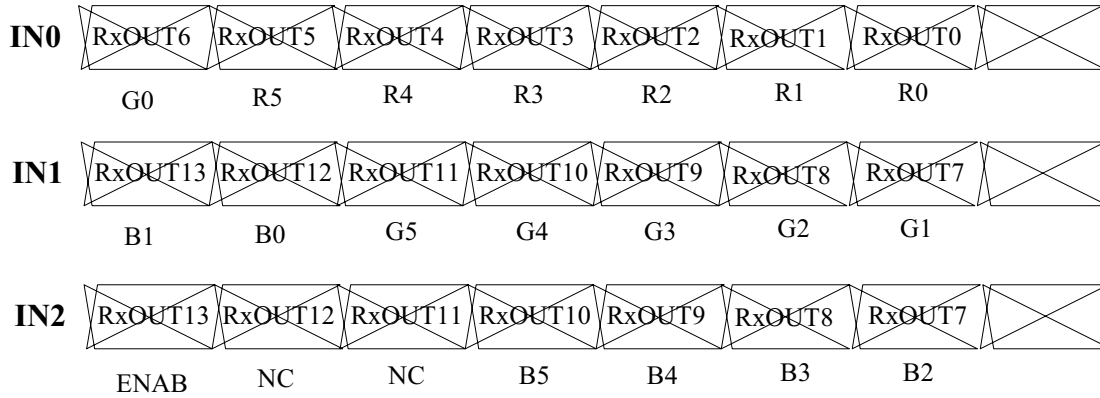 IN0 RxOUT6 RxOUT5 RxOUT4 RxOUT3 RxOUT2 RxOUT1 RxOUT0
G0 R5 R4 R3 R2 R1 R0
IN1 RxOUT13 RxOUT12 RxOUT11 RxOUT10 RxOUT9 RxOUT8 RxOUT7
B1 B0 G5 G4 G3 G2 G1
IN2 RxOUT13 RxOUT12 RxOUT11 RxOUT10 RxOUT9 RxOUT8 RxOUT7
ENAB NC NC B5 B4 B3 B2